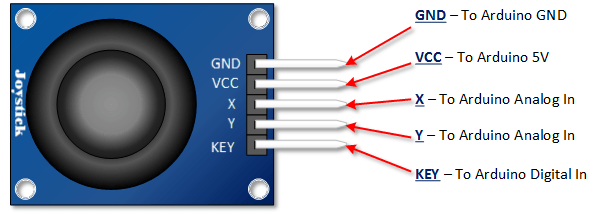 Joystick
GND
VCC
X
Y
KEY
GND – To Arduino GND
VCC – To Arduino 5V
X – To Arduino Analog In
Y – To Arduino Analog In
KEY – To Arduino Digital In